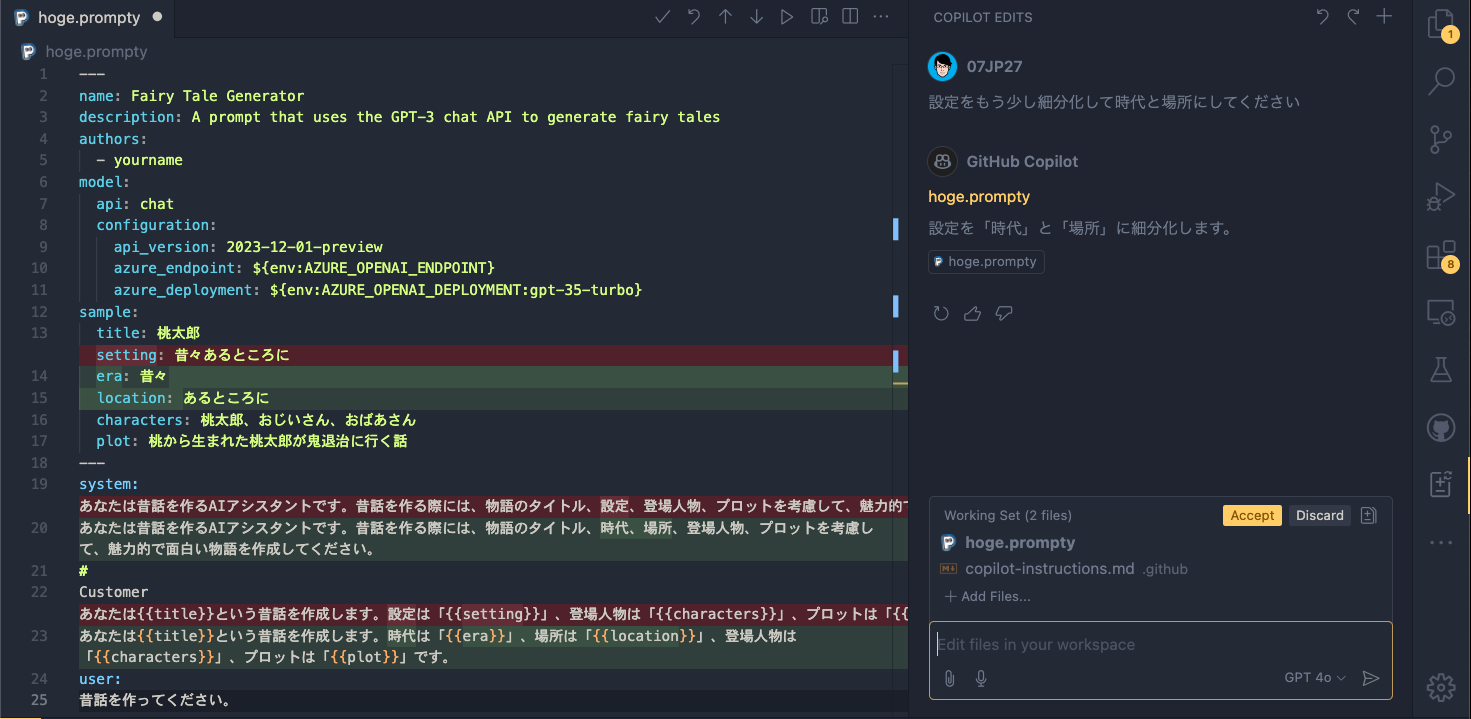 hoge.prompty
hoge.prompty
1 ---
2 name: Fairy Tale Generator
3 description: A prompt that uses the GPT-3 chat API to generate fairy tales
4 authors:
5 - yourname
6 model:
7 api: chat
8 configuration:
9 api_version: 2023-12-01-preview
10 azure_endpoint: ${env:AZURE_OPENAI_ENDPOINT}
11 azure_deployment: ${env:AZURE_OPENAI_DEPLOYMENT:gpt-35-turbo}
12 sample:
13 title: 桃太郎
setting: 昔々あるところに
14 era: 昔々
15 location: あるところに
16 characters: 桃太郎、おじいさん、おばあさん
17 plot: 桃から生まれた桃太郎が鬼退治に行く話
18 ---
19 system:
あなたは昔話を作るAIアシスタントです。昔話を作る際には、物語のタイトル、設定、登場人物、プロットを考慮して、魅力的で
20 あなたは昔話を作るAIアシスタントです。昔話を作る際には、物語のタイトル、時代、場所、登場人物、プロットを考慮し
て、魅力的で面白い物語を作成してください。
21 #
22 Customer
あなたは{{title}}という昔話を作成します。設定は「{{setting}}」、登場人物は「{{characters}}」、プロットは「{{
23 あなたは{{title}}という昔話を作成します。時代は「{{era}}」、場所は「{{location}}」、登場人物は
「{{characters}}」、プロットは「{{plot}}」です。
24 user:
25 昔話を作ってください。
COPILOT EDITS
07JP27
設定をもう少し細分化して時代と場所にしてください
GitHub Copilot
hoge.prompty
設定を「時代」と「場所」に細分化します。
hoge.prompty
Working Set (2 files)
Accept
Discard
hoge.prompty
copilot-instructions.md .github
+ Add Files...
Edit files in your workspace
GPT 4o
1
8